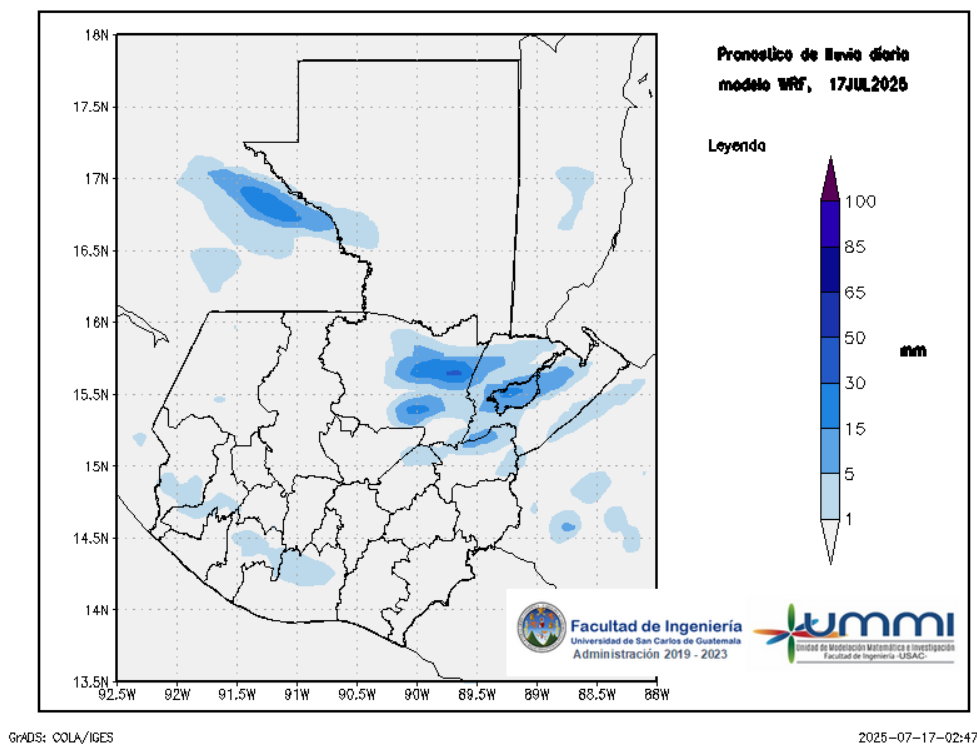 Pronostico de lluvia diaria
modelo WRF, 17JUL2025
Leyenda
100
85
65
50
30
15
5
1
mm
18N
17.5N
17N
16.5N
16N
15.5N
15N
14.5N
14N
13.5N
92.5W
92W
91.5W
91W
90.5W
90W
89.5W
89W
88.5W
88W
Facultad de Ingeniería
Universidad de San Carlos de Guatemala
Administración 2019 - 2023
ummi
Unidad de Modelación Matemática e Investigación
Facultad de Ingeniería -USAC-
GrADS: COLA/IGES
2025-07-17-02:47